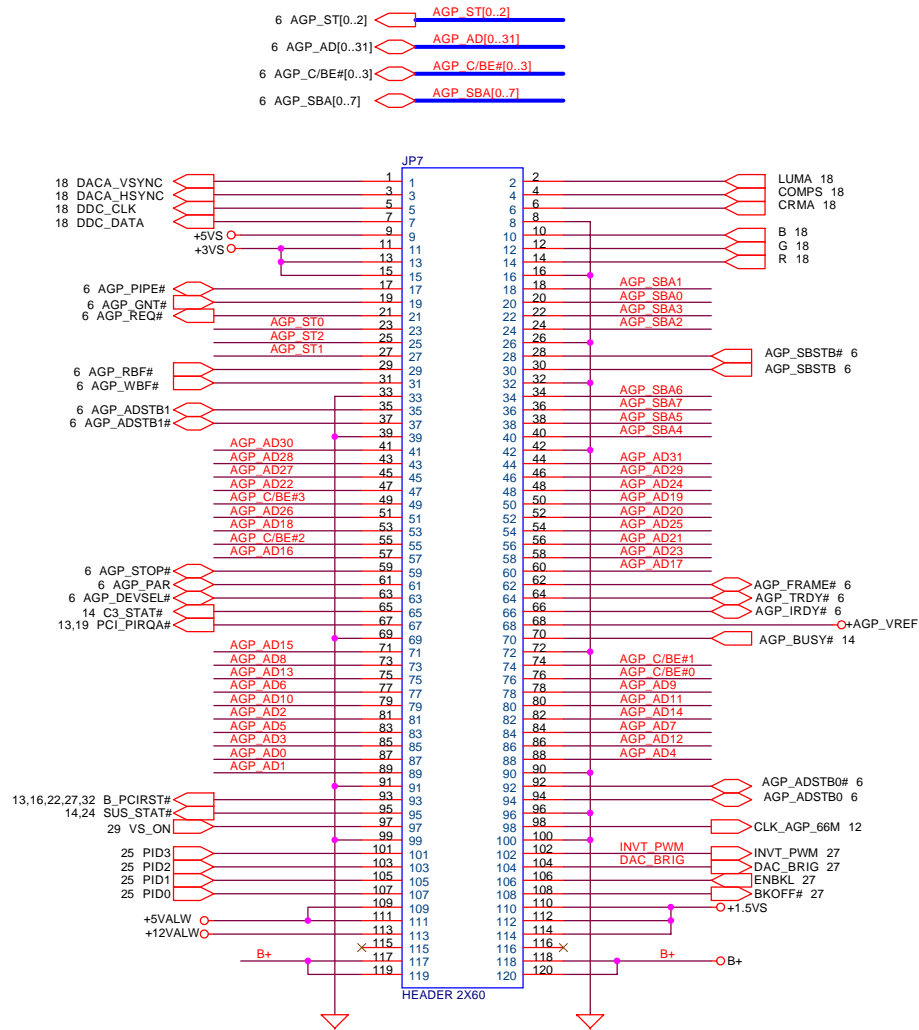 6 AGP_ST[0..2] AGP_ST[0..2]
6 AGP_AD[0..31] AGP_AD[0..31]
6 AGP_C/BE#[0..3] AGP_C/BE#[0..3]
6 AGP_SBA[0..7] AGP_SBA[0..7]
JP7
18 DACA_VSYNC 1 1 2 2 LUMA 18
18 DACA_HSYNC 3 3 4 4 COMPS 18
18 DDC_CLK 5 5 6 6 CRMA 18
18 DDC_DATA 7 7 8 8
+5VS 9 9 10 10 B 18
+3VS 11 11 12 12 G 18
13 13 14 14 R 18
15 15 16 16
6 AGP_PIPE# 17 17 18 18 AGP_SBA1
6 AGP_GNT# 19 19 20 20 AGP_SBA0
6 AGP_REQ# 21 21 22 22 AGP_SBA3
AGP_ST0 23 23 24 24 AGP_SBA2
AGP_ST2 25 25 26 26
AGP_ST1 27 27 28 28 AGP_SBSTB# 6
6 AGP_RBF# 29 29 30 30 AGP_SBSTB 6
6 AGP_WBF# 31 31 32 32
33 33 34 34 AGP_SBA6
6 AGP_ADSTB1 35 35 36 36 AGP_SBA7
6 AGP_ADSTB1# 37 37 38 38 AGP_SBA5
39 39 40 40 AGP_SBA4
AGP_AD30 41 41 42 42
AGP_AD28 43 43 44 44 AGP_AD31
AGP_AD27 45 45 46 46 AGP_AD29
AGP_AD22 47 47 48 48 AGP_AD24
AGP_C/BE#3 49 49 50 50 AGP_AD19
AGP_AD26 51 51 52 52 AGP_AD20
AGP_AD18 53 53 54 54 AGP_AD25
AGP_C/BE#2 55 55 56 56 AGP_AD21
AGP_AD16 57 57 58 58 AGP_AD23
6 AGP_STOP# 59 59 60 60 AGP_AD17
6 AGP_PAR 61 61 62 62 AGP_FRAME# 6
6 AGP_DEVSEL# 63 63 64 64 AGP_TRDY# 6
14 C3_STAT# 65 65 66 66 AGP_IRDY# 6
13,19 PCI_PIRQA# 67 67 68 68 +AGP_VREF
69 69 70 70 AGP_BUSY# 14
AGP_AD15 71 71 72 72
AGP_AD8 73 73 74 74 AGP_C/BE#1
AGP_AD13 75 75 76 76 AGP_C/BE#0
AGP_AD6 77 77 78 78 AGP_AD9
AGP_AD10 79 79 80 80 AGP_AD11
AGP_AD2 81 81 82 82 AGP_AD14
AGP_AD5 83 83 84 84 AGP_AD7
AGP_AD3 85 85 86 86 AGP_AD12
AGP_AD0 87 87 88 88 AGP_AD4
AGP_AD1 89 89 90 90
91 91 92 92 AGP_ADSTB0# 6
13,16,22,27,32 B_PCIRST# 93 93 94 94 AGP_ADSTB0 6
14,24 SUS_STAT# 95 95 96 96
29 VS_ON 97 97 98 98 CLK_AGP_66M 12
99 99 100 100
25 PID3 101 101 102 102 INVT_PWM INVT_PWM 27
25 PID2 103 103 104 104 DAC_BRIG DAC_BRIG 27
25 PID1 105 105 106 106 ENBKL 27
25 PID0 107 107 108 108 BKOFF# 27
109 109 110 110 +1.5VS
+5VALW 111 111 112 112
+12VALW 113 113 114 114
115 115 116 116
B+ 117 117 118 118 B+ B+
119 119 120 120
HEADER 2X60